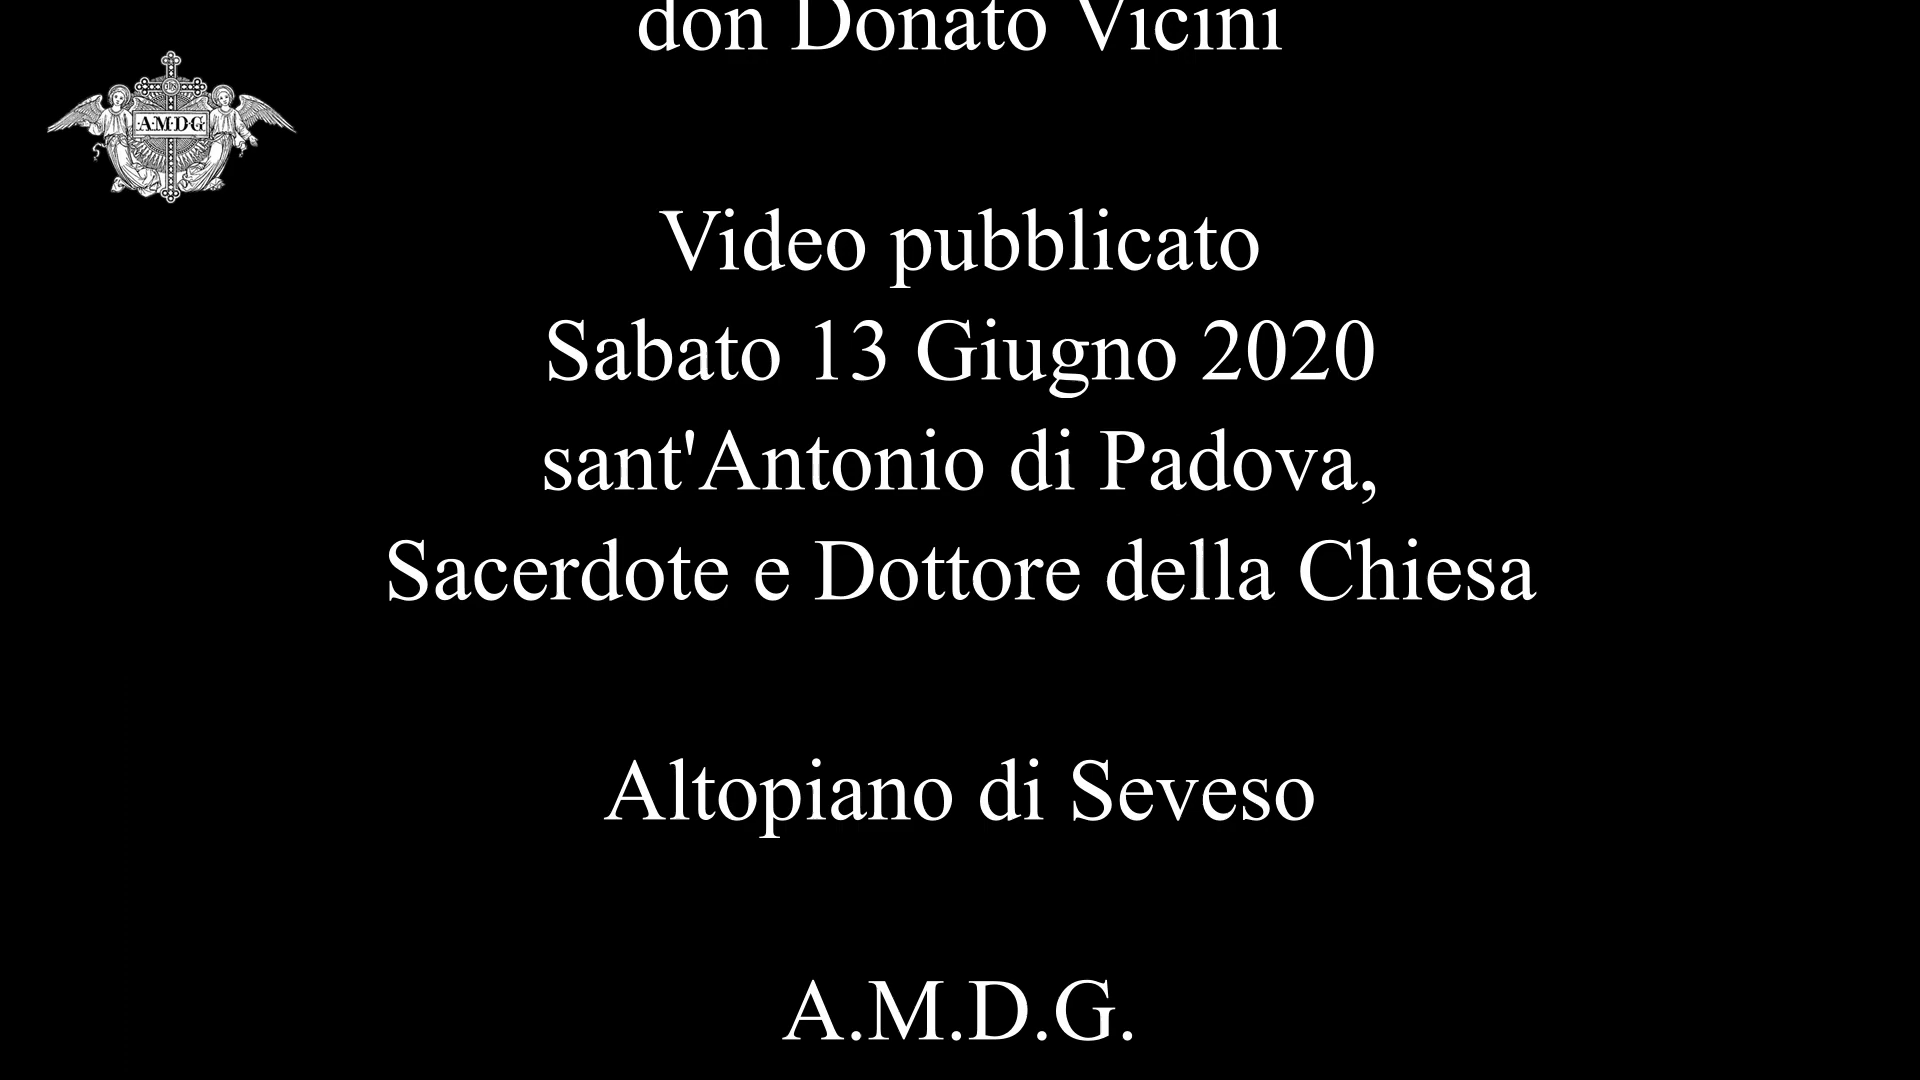 don Donato Vicini
·A·M·D·G·
Video pubblicato
Sabato 13 Giugno 2020
sant'Antonio di Padova,
Sacerdote e Dottore della Chiesa
Altopiano di Seveso
A.M.D.G.